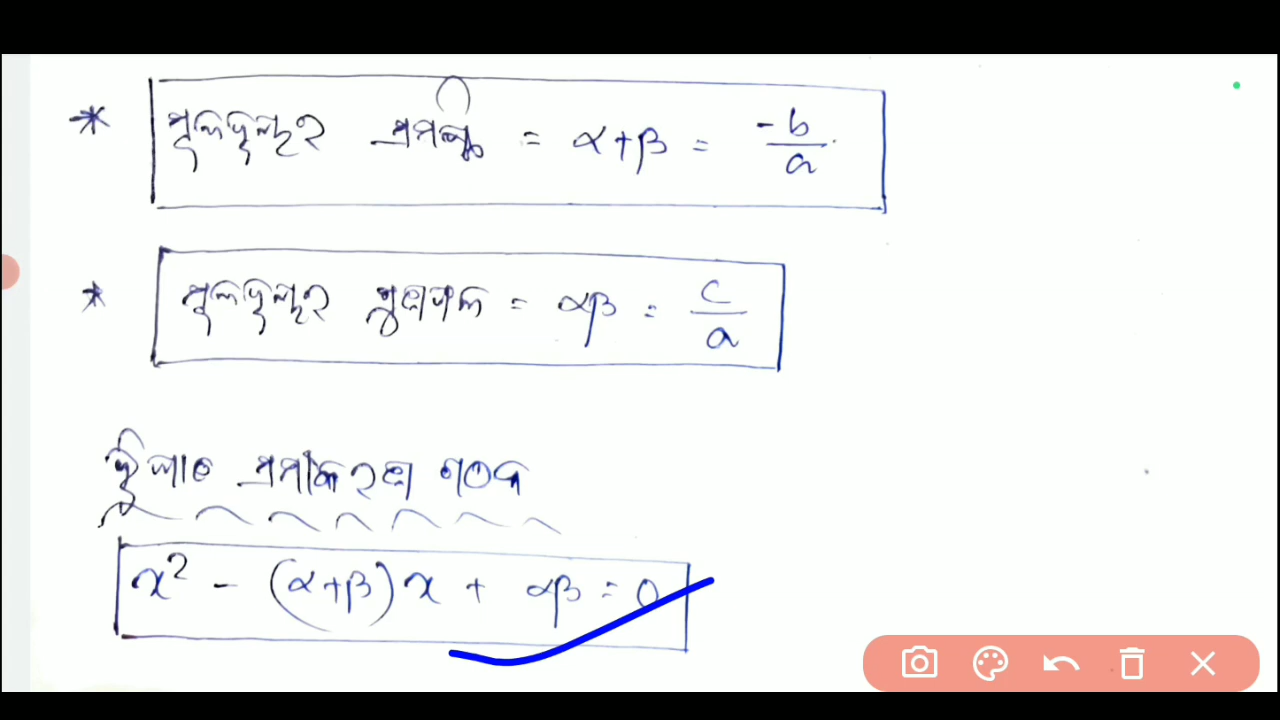 * ମୂଳଦ୍ୱୟର ସମଷ୍ଟି = α+β = -b/a
* ମୂଳଦ୍ୱୟର ଗୁଣଫଳ = αβ = c/a
ଦ୍ୱିଘାତ ସମୀକରଣ ଗଠନ
x² - (α+β)x + αβ = 0